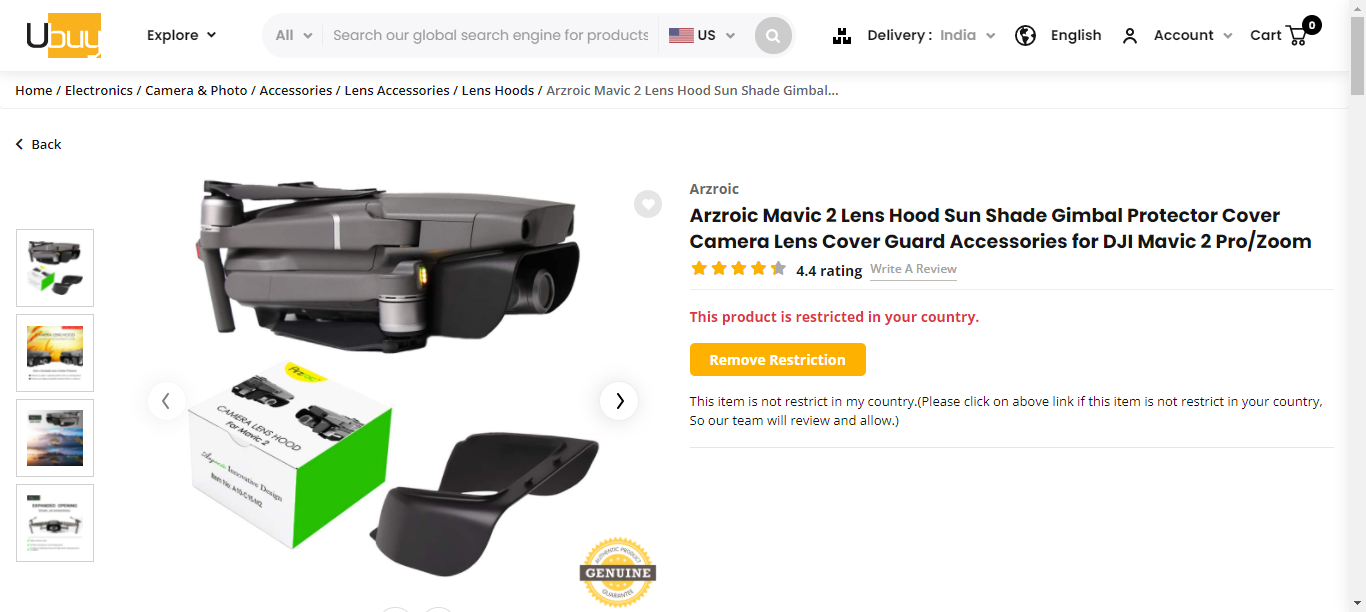 Ubuy
Explore
All
Search our global search engine for products
US
Delivery : India
English
Account
Cart
0
Home / Electronics / Camera & Photo / Accessories / Lens Accessories / Lens Hoods / Arzroic Mavic 2 Lens Hood Sun Shade Gimbal...
Back
Arzroic
Arzroic Mavic 2 Lens Hood Sun Shade Gimbal Protector Cover
Camera Lens Cover Guard Accessories for DJI Mavic 2 Pro/Zoom
4.4 rating
Write A Review
This product is restricted in your country.
Remove Restriction
This item is not restrict in my country.(Please click on above link if this item is not restrict in your country,
So our team will review and allow.)
CAMERA LENS HOOD
For Mavic 2
Innovative Design
EXPANDED OPENING
AUTHENTIC PRODUCT
GENUINE
GUARANTEE